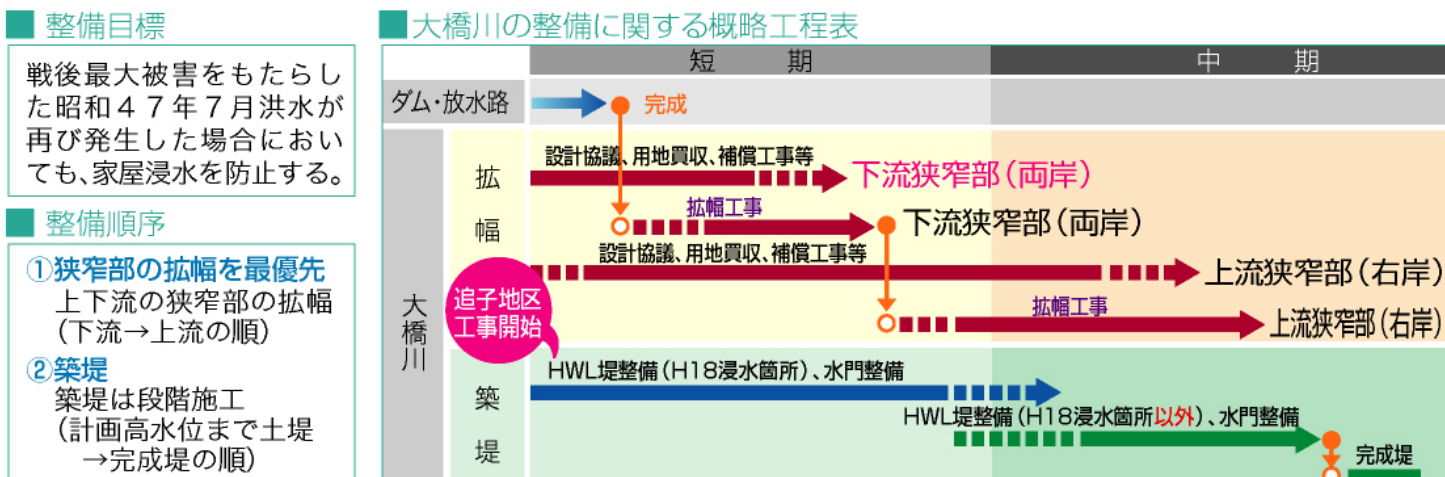 ■ 整備目標
戦後最大被害をもたらし
た昭和47年7月洪水が
再び発生した場合におい
ても、家屋浸水を防止する。
■ 整備順序
①狭窄部の拡幅を最優先
上下流の狭窄部の拡幅
(下流→上流の順)
②築堤
築堤は段階施工
(計画高水位まで土堤
→完成堤の順)
■大橋川の整備に関する概略工程表
短期
中期
ダム・放水路
完成
大橋川
拡幅
設計協議、用地買収、補償工事等
下流狭窄部(両岸)
拡幅工事
下流狭窄部(両岸)
設計協議、用地買収、補償工事等
上流狭窄部(右岸)
拡幅工事
上流狭窄部(右岸)
追子地区
工事開始
築堤
HWL堤整備(H18浸水箇所)、水門整備
HWL堤整備(H18浸水箇所以外)、水門整備
完成堤